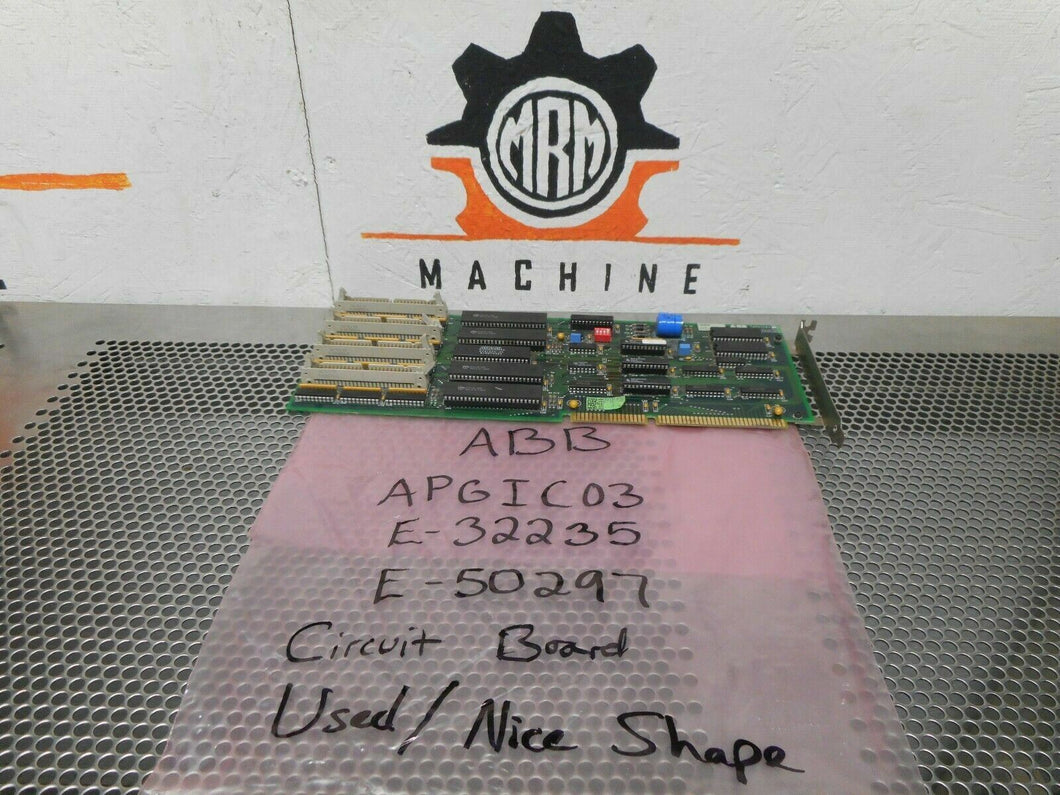 MRM
MACHINE
ABB
APGIC03
E-32235
E-50297
Circuit Board
Used/Nice Shape